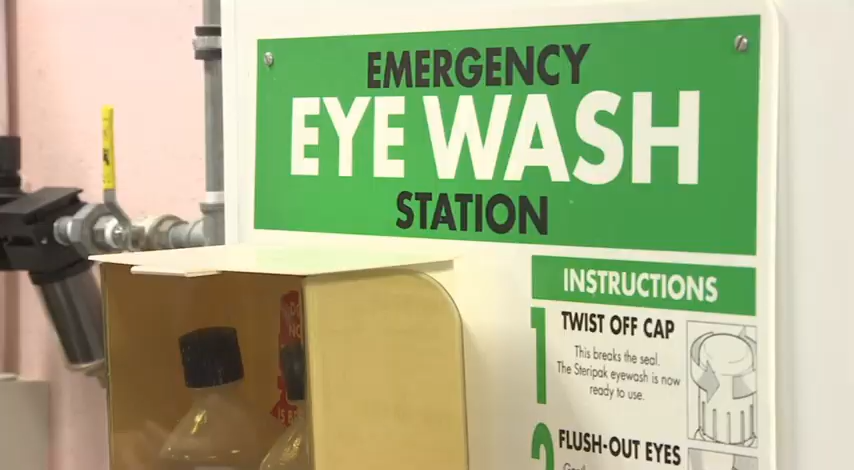 EMERGENCY
EYE WASH
STATION
INSTRUCTIONS
1
TWIST OFF CAP
This breaks the seal.
The Steripak eyewash is now
ready to use.
2
FLUSH-OUT EYES